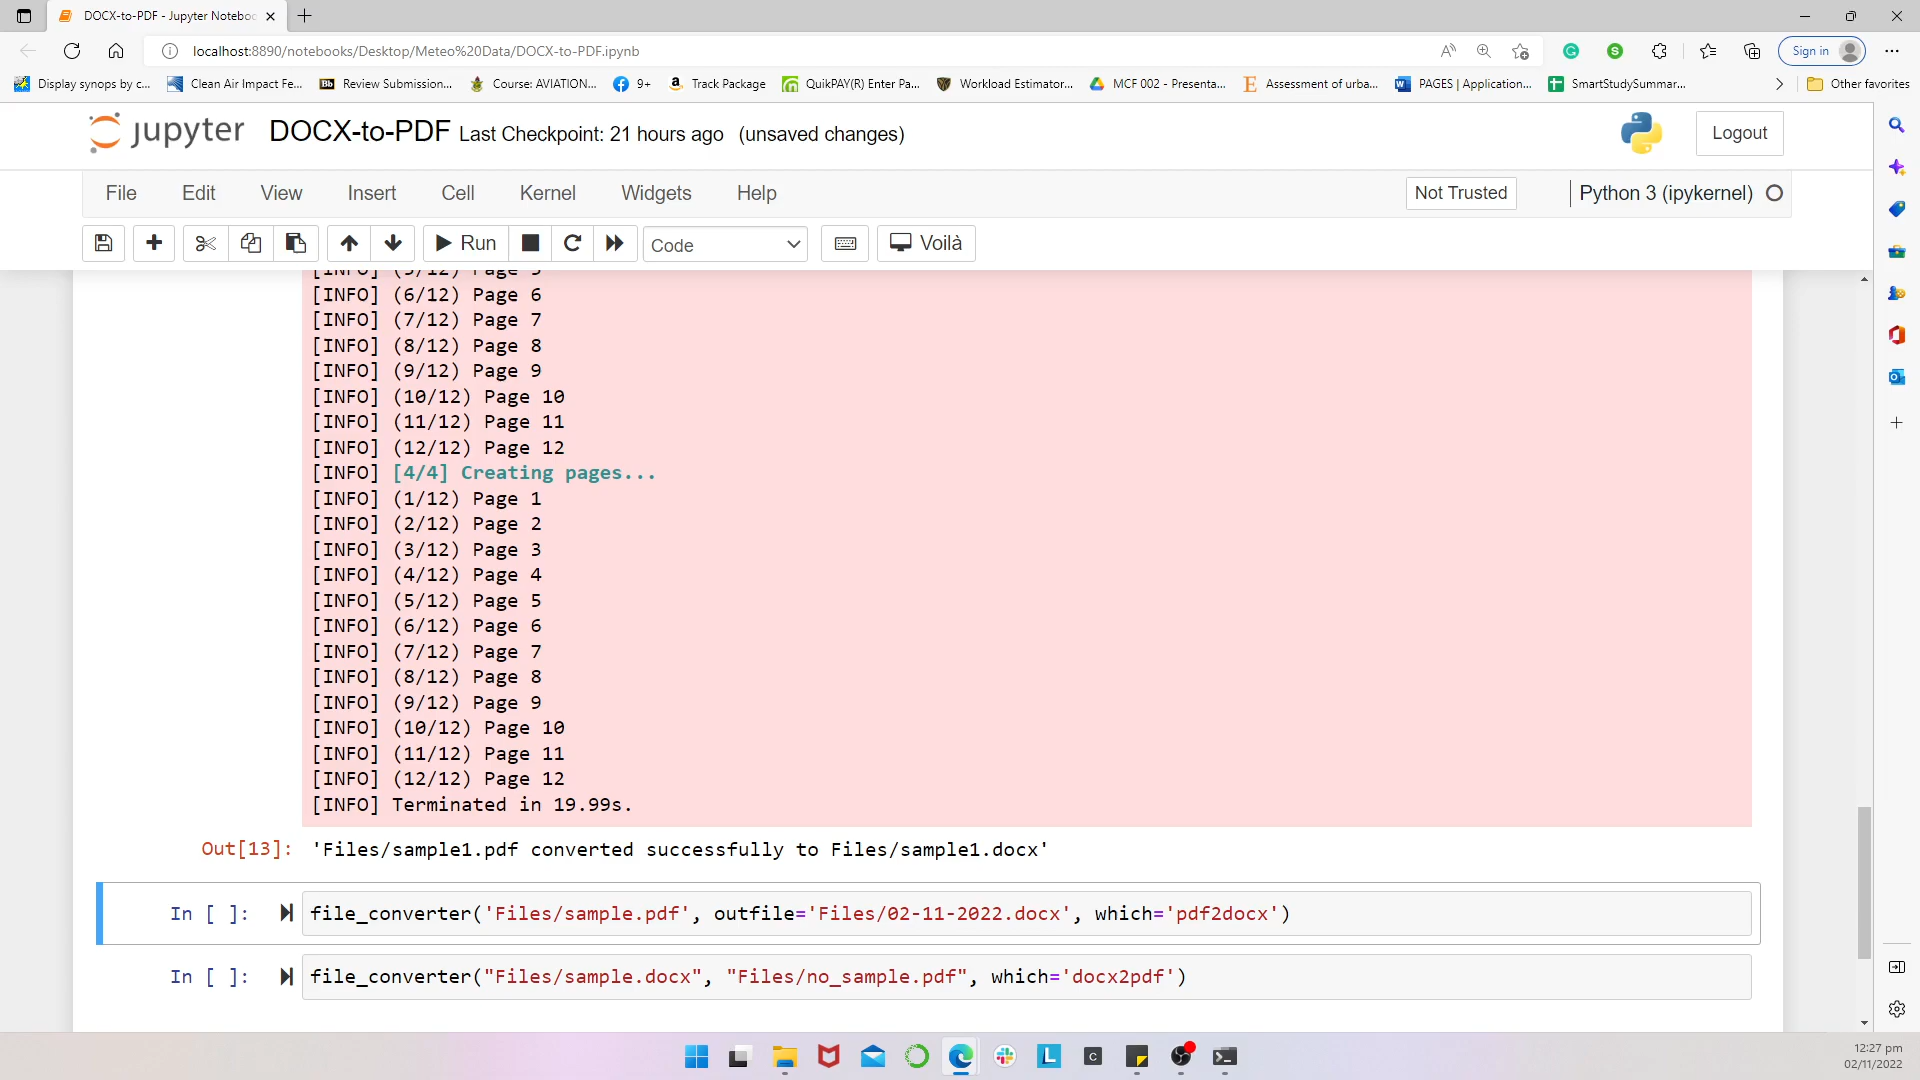 DOCX-to-PDF - Jupyter Noteboo
localhost:8890/notebooks/Desktop/Meteo%20Data/DOCX-to-PDF.ipynb
Sign in
Display synops by c...
Clean Air Impact Fe...
Bb Review Submission...
Course: AVIATION...
9+
Track Package
QuikPAY(R) Enter Pa...
Workload Estimator...
MCF 002 - Presenta...
E Assessment of urba...
PAGES | Application...
SmartStudySummar...
Other favorites
jupyter DOCX-to-PDF Last Checkpoint: 21 hours ago (unsaved changes)
Logout
File Edit View Insert Cell Kernel Widgets Help
Not Trusted
Python 3 (ipykernel)
Run
Code
Voilà
[INFO] (5/12) Page 5
[INFO] (6/12) Page 6
[INFO] (7/12) Page 7
[INFO] (8/12) Page 8
[INFO] (9/12) Page 9
[INFO] (10/12) Page 10
[INFO] (11/12) Page 11
[INFO] (12/12) Page 12
[INFO] [4/4] Creating pages...
[INFO] (1/12) Page 1
[INFO] (2/12) Page 2
[INFO] (3/12) Page 3
[INFO] (4/12) Page 4
[INFO] (5/12) Page 5
[INFO] (6/12) Page 6
[INFO] (7/12) Page 7
[INFO] (8/12) Page 8
[INFO] (9/12) Page 9
[INFO] (10/12) Page 10
[INFO] (11/12) Page 11
[INFO] (12/12) Page 12
[INFO] Terminated in 19.99s.
Out[13]: 'Files/sample1.pdf converted successfully to Files/sample1.docx'
In [ ]: file_converter('Files/sample.pdf', outfile='Files/02-11-2022.docx', which='pdf2docx')
In [ ]: file_converter("Files/sample.docx", "Files/no_sample.pdf", which='docx2pdf')
12:27 pm
02/11/2022